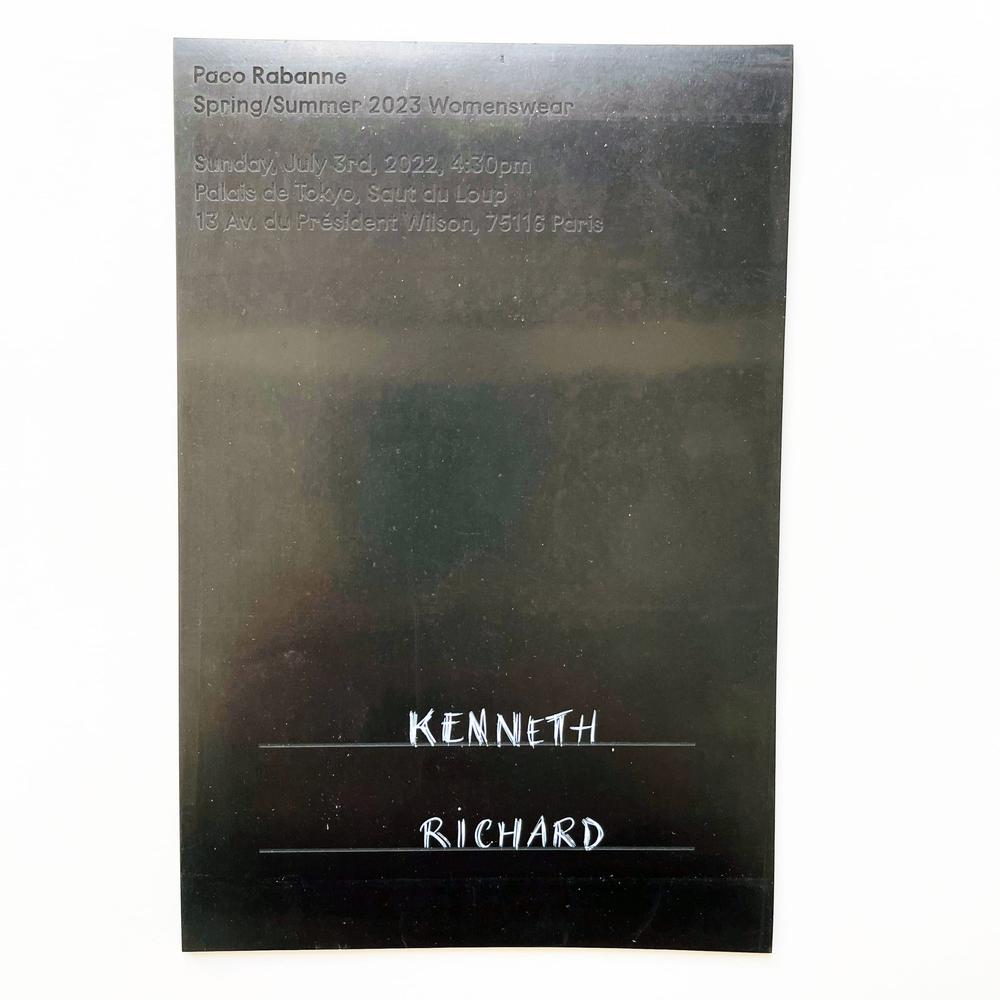 Paco Rabanne
Spring/Summer 2023 Womenswear
Sunday, July 3rd, 2022, 4:30pm
Palais de Tokyo, Saut du Loup
13 Av. du Président Wilson, 75116 Paris
KENNETH
RiCHARD